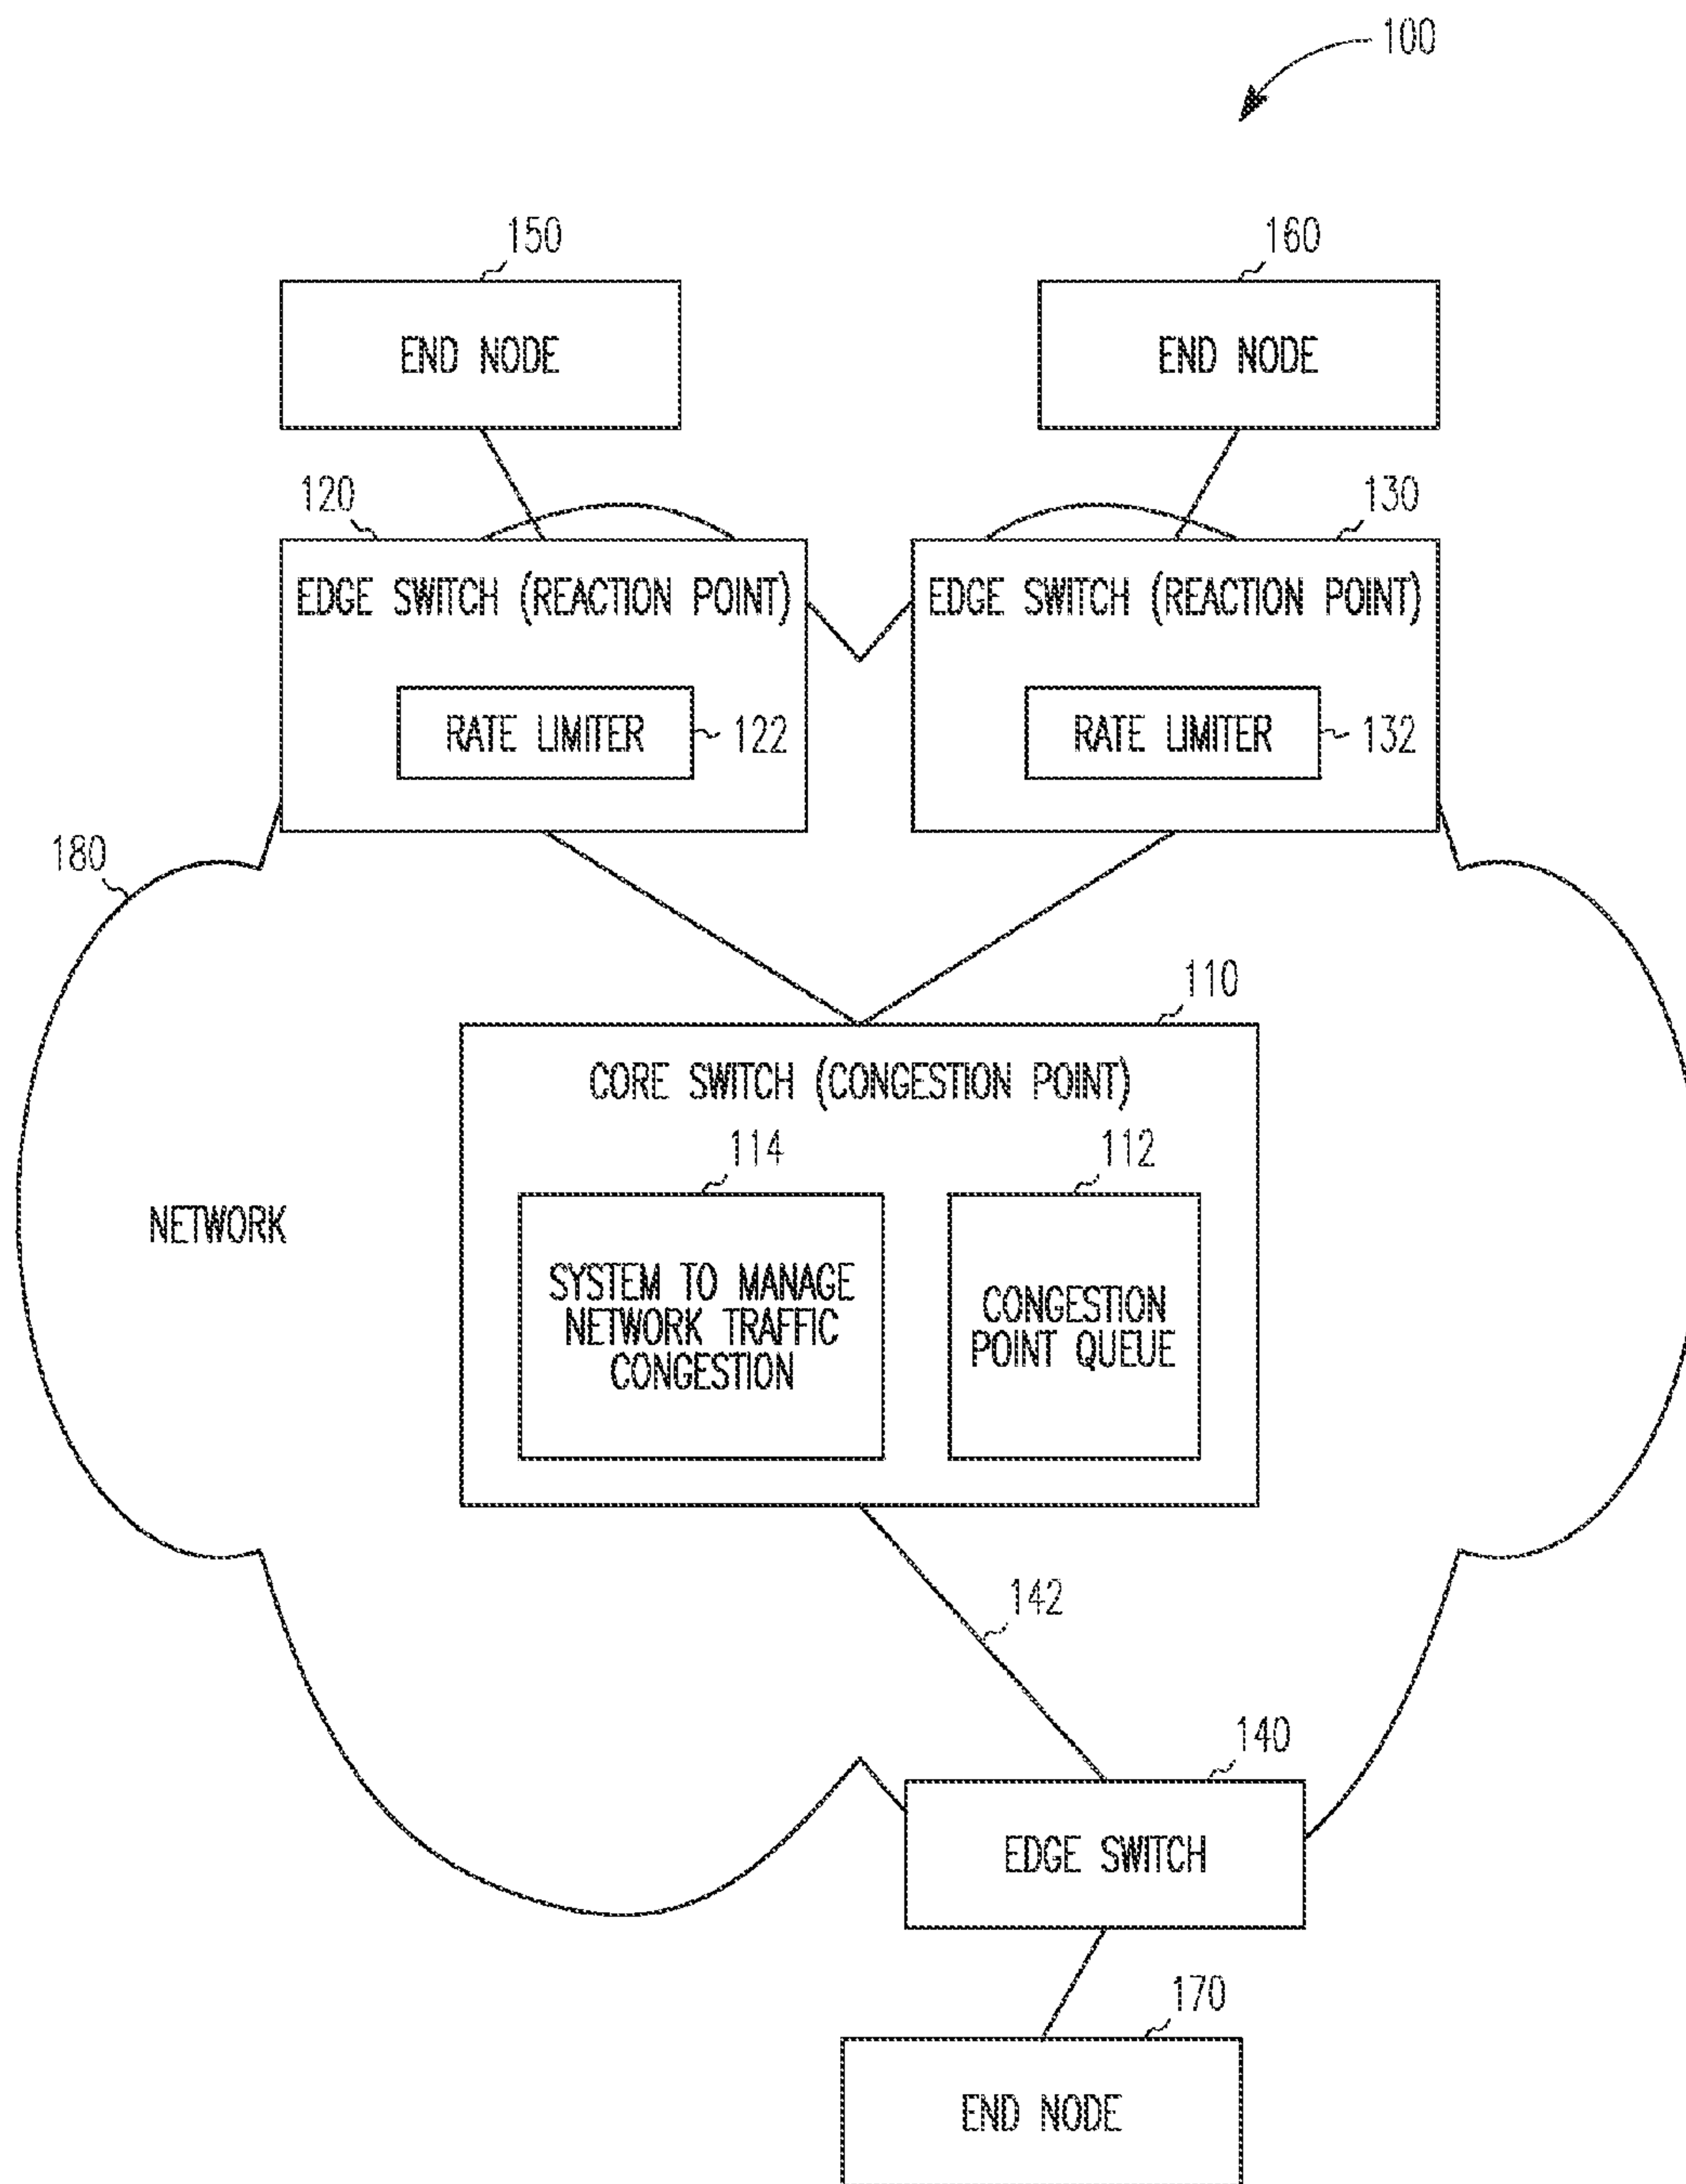 100
150
160
END NODE
END NODE
120
130
EDGE SWITCH (REACTION POINT)
EDGE SWITCH (REACTION POINT)
RATE LIMITER
122
RATE LIMITER
132
180
110
CORE SWITCH (CONGESTION POINT)
114
112
NETWORK
SYSTEM TO MANAGE
NETWORK TRAFFIC
CONGESTION
CONGESTION
POINT QUEUE
142
140
EDGE SWITCH
170
END NODE